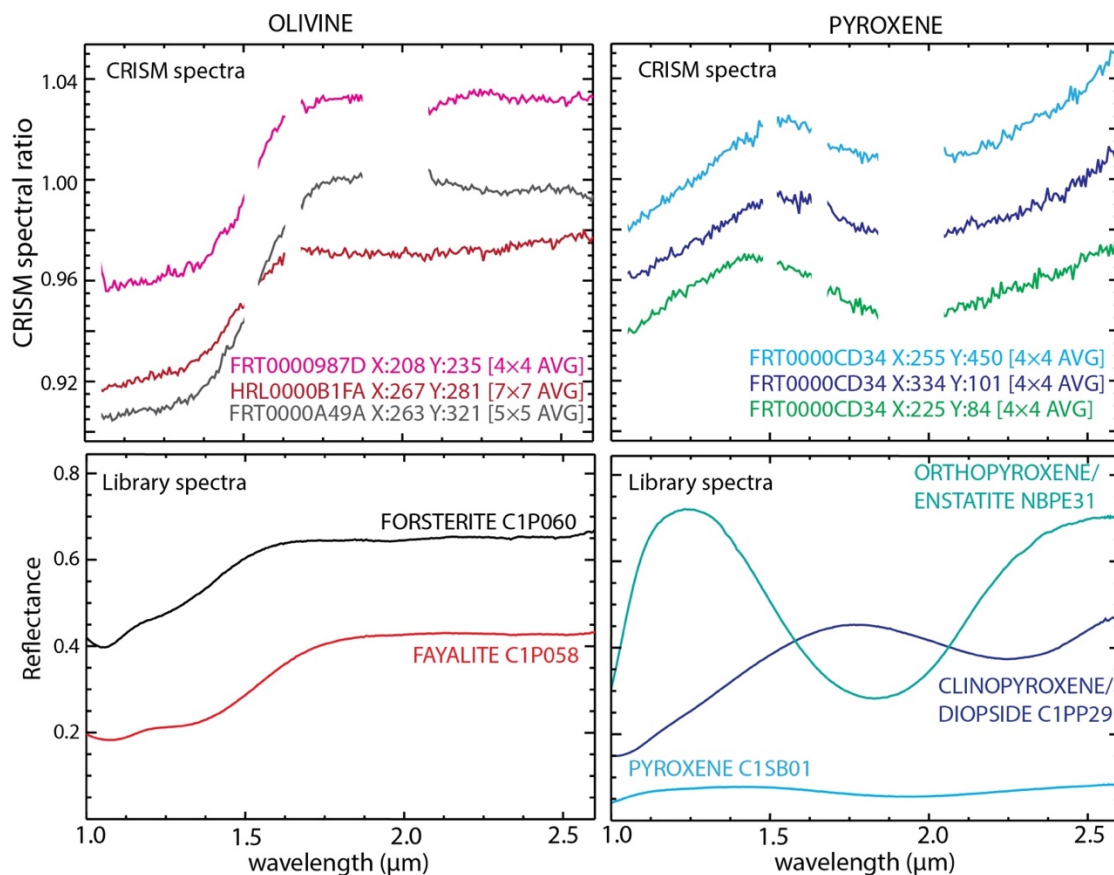 OLIVINE
PYROXENE
CRISM spectra
CRISM spectra
1.04
1.00
0.96
0.92
CRISM spectral ratio
FRT0000987D X:208 Y:235 [4×4 AVG]
HRL0000B1FA X:267 Y:281 [7×7 AVG]
FRT0000A49A X:263 Y:321 [5×5 AVG]
FRT0000CD34 X:255 Y:450 [4×4 AVG]
FRT0000CD34 X:334 Y:101 [4×4 AVG]
FRT0000CD34 X:225 Y:84 [4×4 AVG]
0.8
0.6
0.4
0.2
Reflectance
Library spectra
FORSTERITE C1P060
FAYALITE C1P058
1.0 1.5 2.0 2.5
wavelength (μm)
Library spectra
ORTHOPYROXENE/
ENSTATITE NBPE31
CLINOPYROXENE/
DIOPSIDE C1PP29
PYROXENE C1SB01
1.0 1.5 2.0 2.5
wavelength (μm)